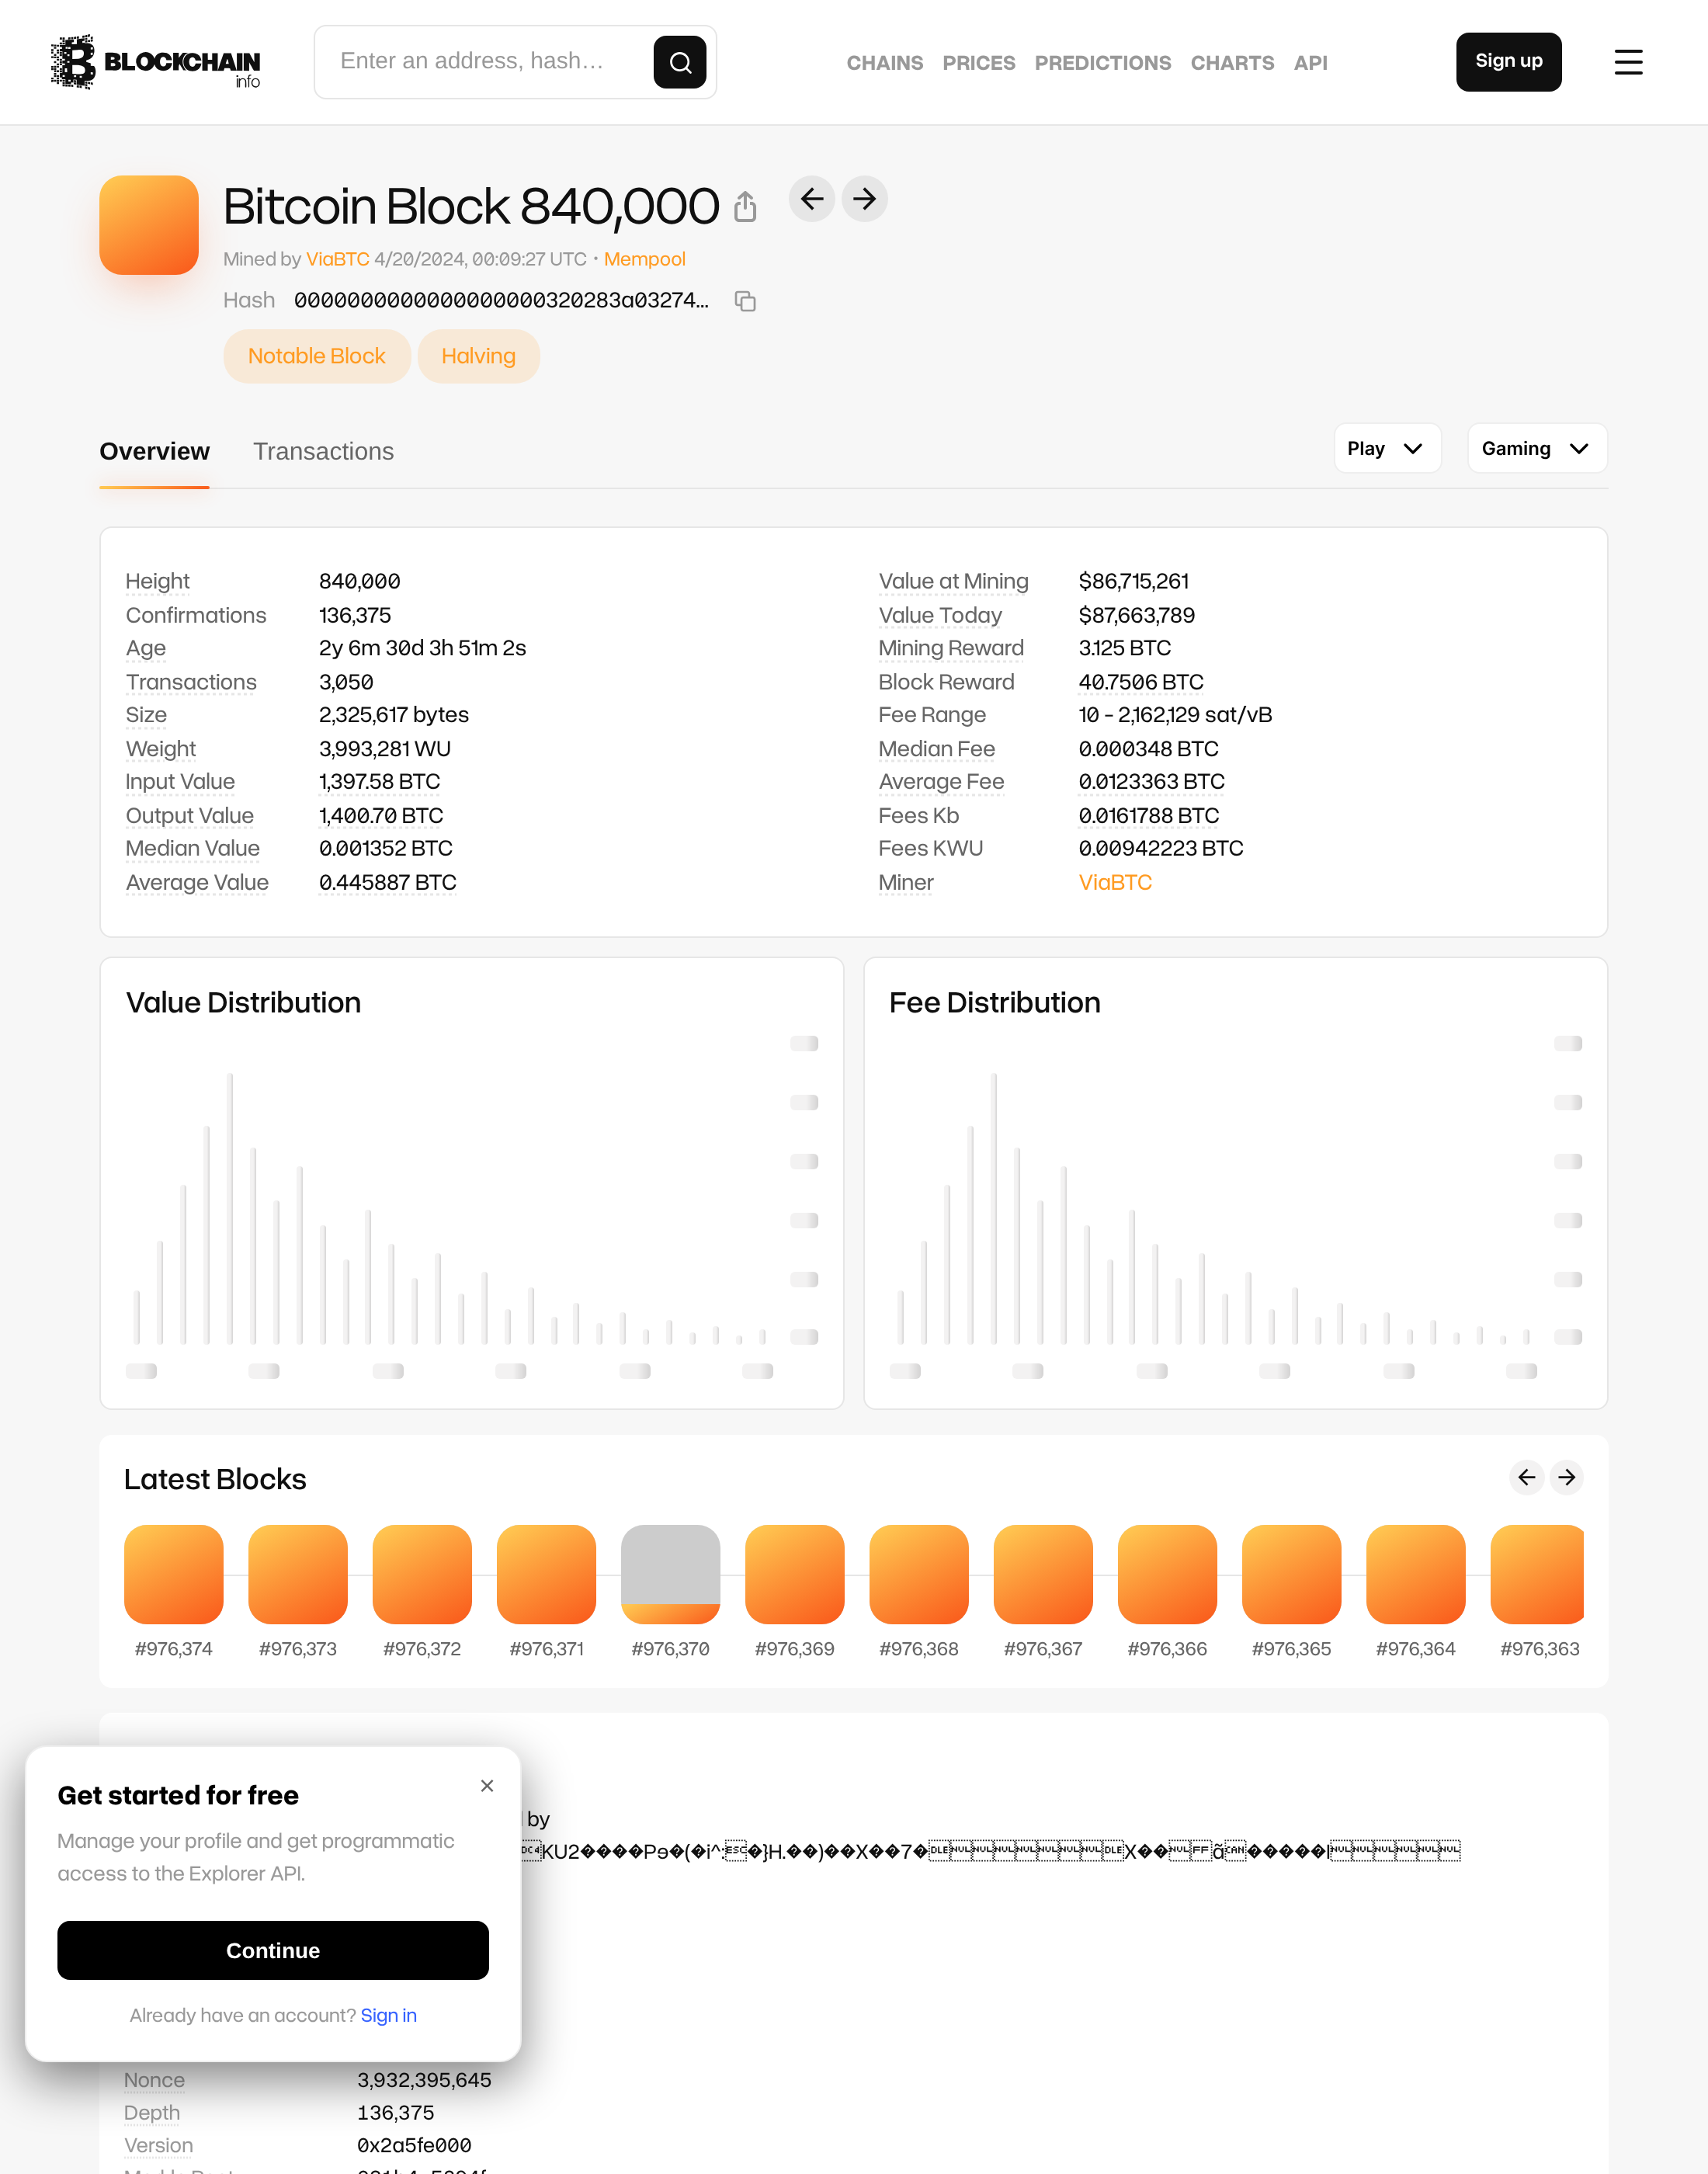 BLOCKCHAIN
info
Enter an address, hash…
CHAINS PRICES PREDICTIONS CHARTS API
Sign up
Bitcoin Block 840,000
Mined by ViaBTC 4/20/2024, 00:09:27 UTC • Mempool
Hash 0000000000000000000320283a03274...
Notable Block Halving
Overview Transactions
Play Gaming
Height 840,000
Confirmations 136,375
Age 2y 6m 30d 3h 51m 2s
Transactions 3,050
Size 2,325,617 bytes
Weight 3,993,281 WU
Input Value 1,397.58 BTC
Output Value 1,400.70 BTC
Median Value 0.001352 BTC
Average Value 0.445887 BTC
Value at Mining $86,715,261
Value Today $87,663,789
Mining Reward 3.125 BTC
Block Reward 40.7506 BTC
Fee Range 10 - 2,162,129 sat/vB
Median Fee 0.000348 BTC
Average Fee 0.0123363 BTC
Fees Kb 0.0161788 BTC
Fees KWU 0.00942223 BTC
Miner ViaBTC
Value Distribution
Fee Distribution
Latest Blocks
#976,374 #976,373 #976,372 #976,371 #976,370 #976,369 #976,368 #976,367 #976,366 #976,365 #976,364 #976,363
by
KU2����Pɘ�(�i^:�}H.��)��X��7�X��ã�����I
Get started for free
Manage your profile and get programmatic
access to the Explorer API.
Continue
Already have an account? Sign in
Nonce 3,932,395,645
Depth 136,375
Version 0x2a5fe000